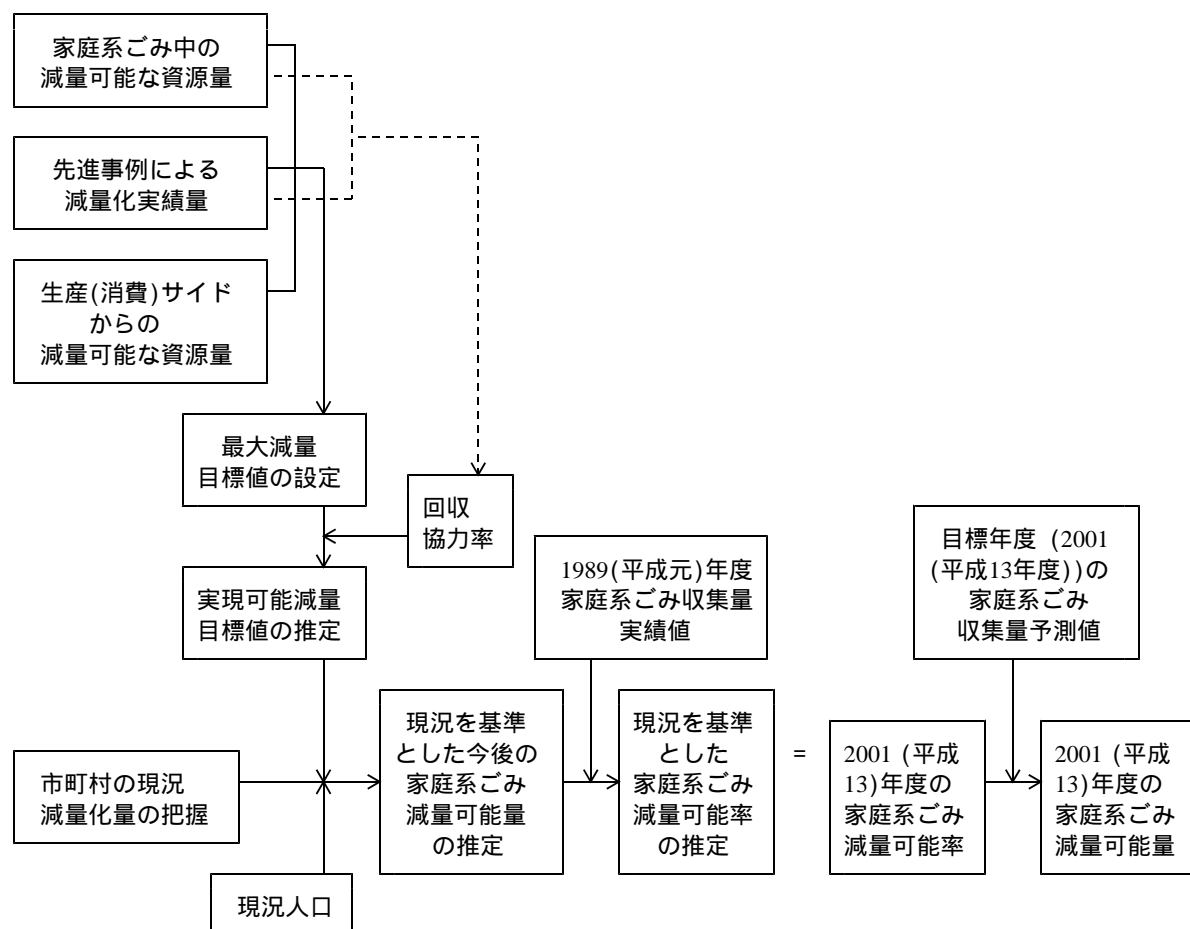 家庭系ごみ中の
減量可能な資源量
先進事例による
減量化実績量
生産(消費)サイド
からの
減量可能な資源量
最大減量
目標値の設定
回収
協力率
実現可能減量
目標値の推定
1989(平成元)年度
家庭系ごみ収集量
実績値
目標年度 (2001
(平成13年度))の
家庭系ごみ
収集量予測値
市町村の現況
減量化量の把握
現況人口
現況を基準
とした今後の
家庭系ごみ
減量可能量
の推定
現況を基準
とした
家庭系ごみ
減量可能率
の推定
=
2001 (平成
13)年度の
家庭系ごみ
減量可能率
2001 (平成
13)年度の
家庭系ごみ
減量可能量